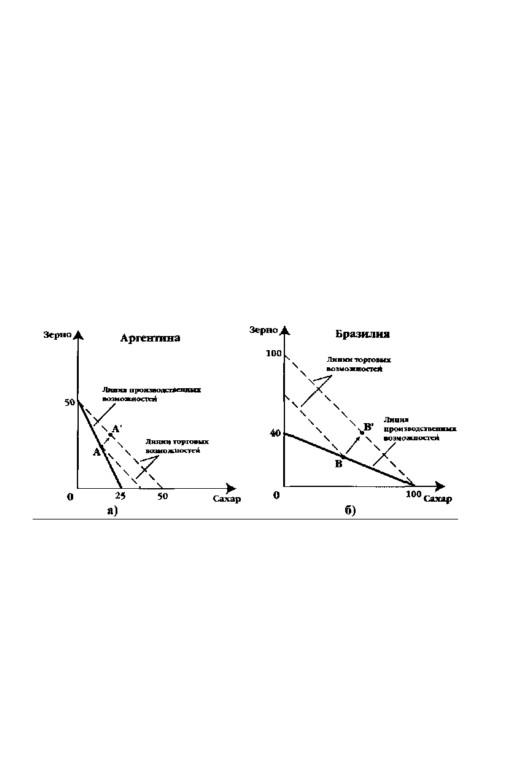 Зерно
Аргентина
Линия производственных
возможностей
50
А'
А
Линии торговых
возможностей
0
25
50
Сахар
а)
Зерно
Бразилия
100
Линии торговых
возможностей
Линия
производственных
возможностей
В'
40
В
0
100
Сахар
б)